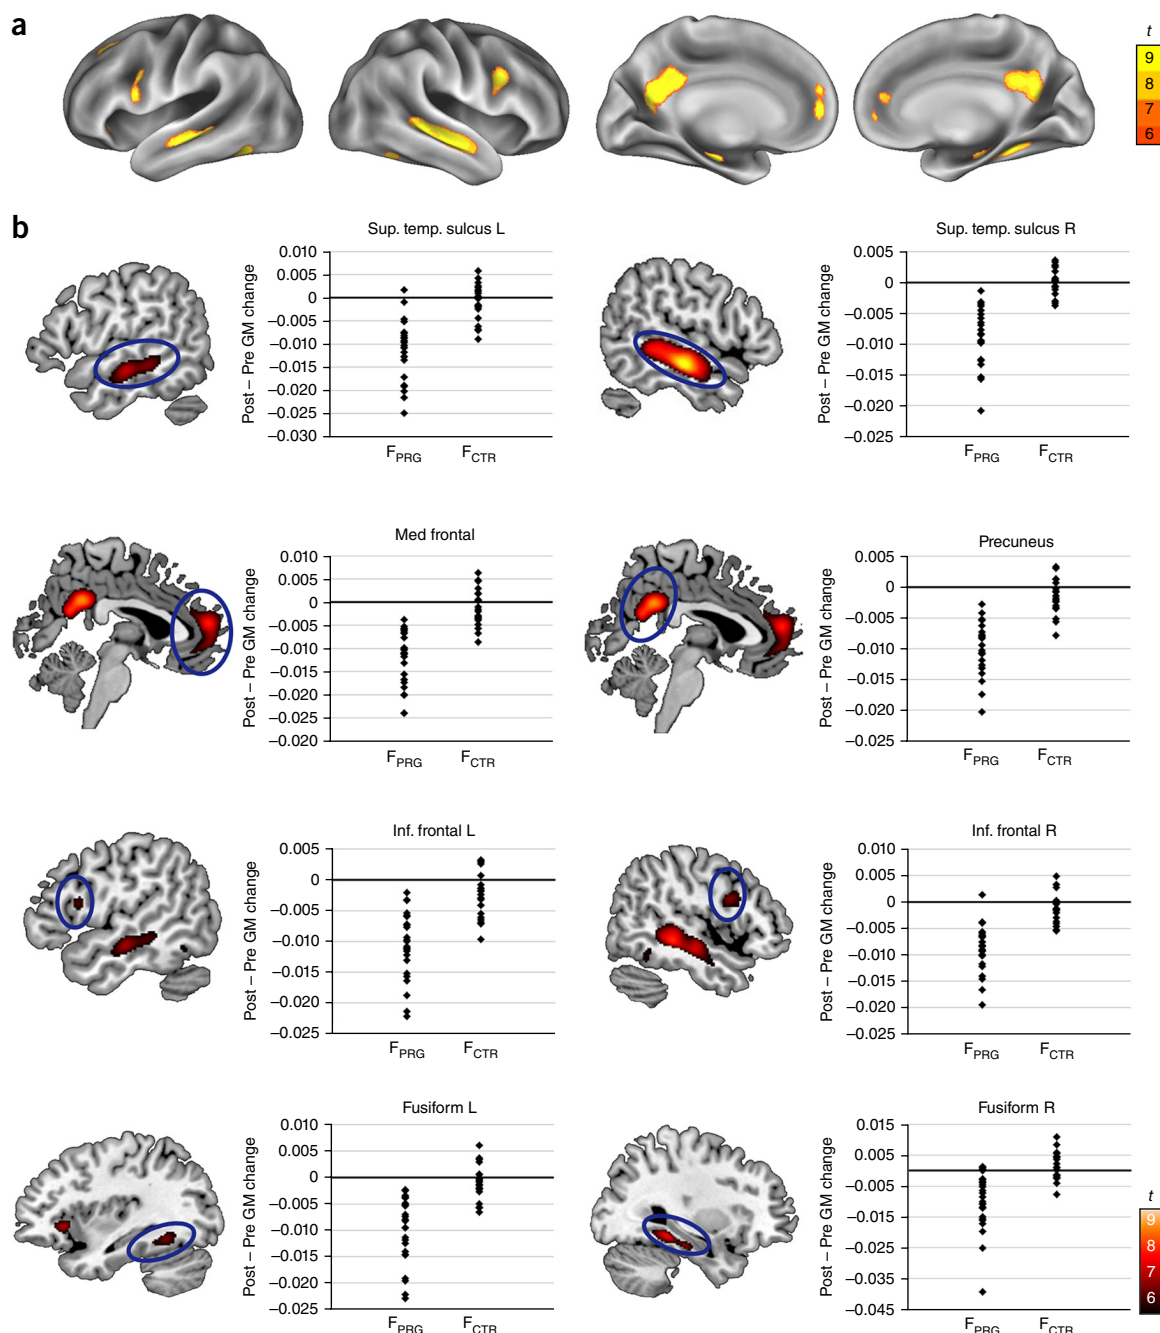 a
t
9
8
7
6
b
Sup. temp. sulcus L
Post – Pre GM change
0.010
0.005
0
–0.005
–0.010
–0.015
–0.020
–0.025
–0.030
FPRG FCTR
Sup. temp. sulcus R
Post – Pre GM change
0.005
0
–0.005
–0.010
–0.015
–0.020
–0.025
FPRG FCTR
Med frontal
Post – Pre GM change
0.010
0.005
0
–0.005
–0.010
–0.015
–0.020
–0.025
–0.020
FPRG FCTR
Precuneus
Post – Pre GM change
0.005
0
–0.005
–0.010
–0.015
–0.020
–0.025
FPRG FCTR
Inf. frontal L
Post – Pre GM change
0.005
0
–0.005
–0.010
–0.015
–0.020
–0.025
FPRG FCTR
Inf. frontal R
Post – Pre GM change
0.010
0.005
0
–0.005
–0.010
–0.015
–0.020
–0.025
FPRG FCTR
Fusiform L
Post – Pre GM change
0.010
0.005
0
–0.005
–0.010
–0.015
–0.020
–0.025
FPRG FCTR
Fusiform R
Post – Pre GM change
0.015
0.005
–0.005
–0.015
–0.025
–0.035
–0.045
FPRG FCTR
t
9
8
7
6